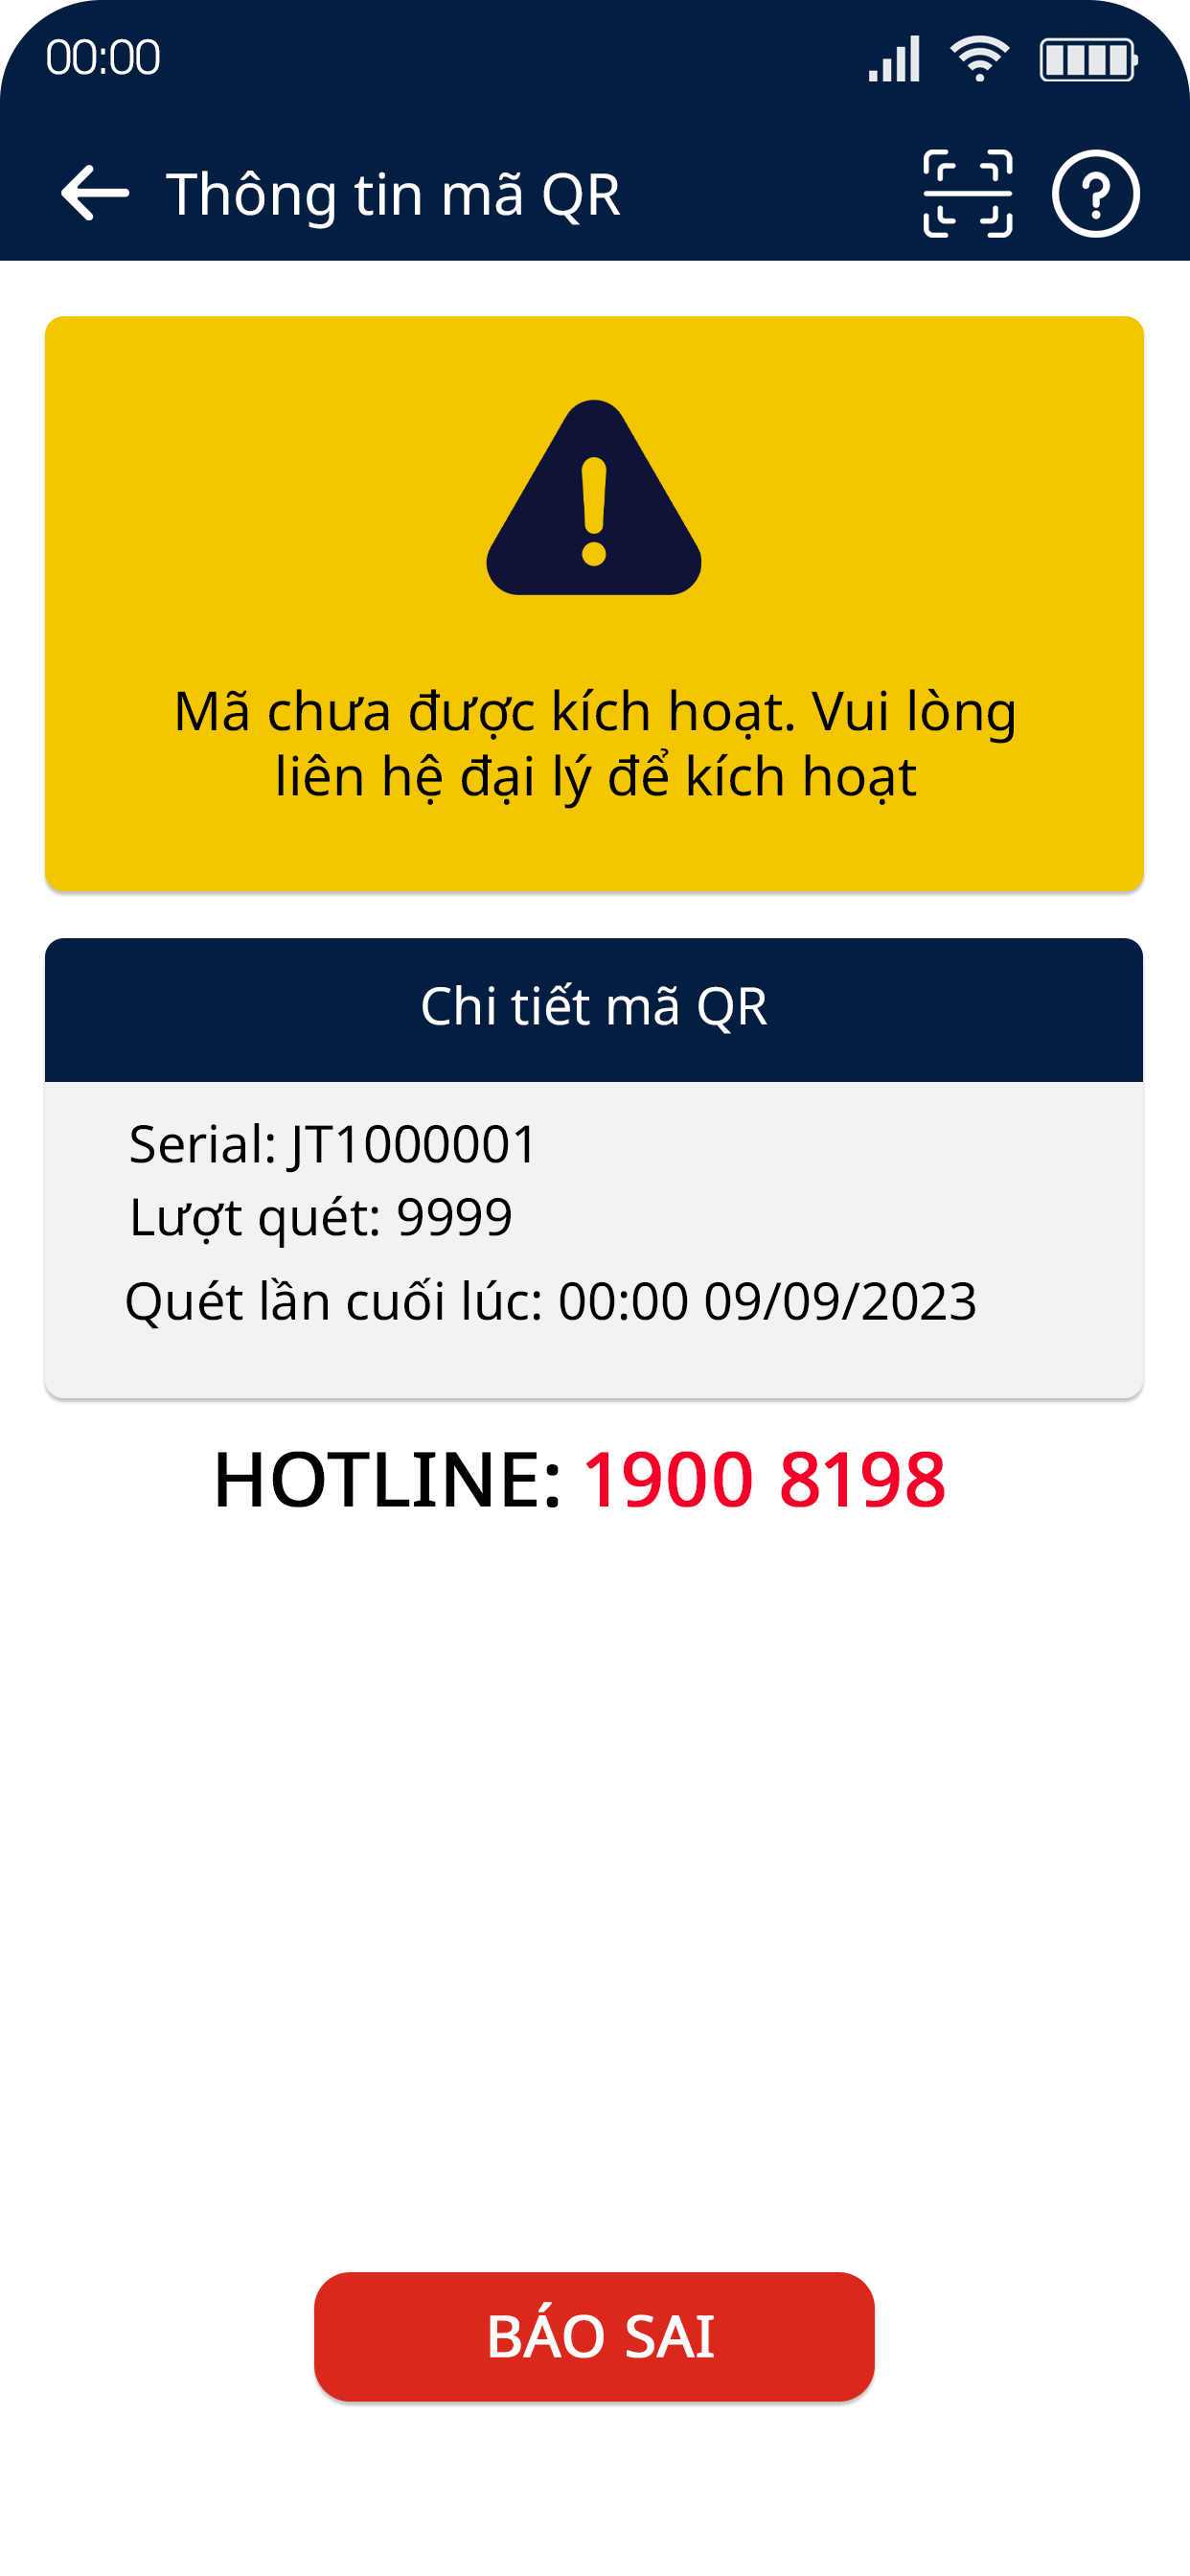 00:00
Thông tin mã QR
Mã chưa được kích hoạt. Vui lòng
liên hệ đại lý để kích hoạt
Chi tiết mã QR
Serial: JT1000001
Lượt quét: 9999
Quét lần cuối lúc: 00:00 09/09/2023
HOTLINE: 1900 8198
BÁO SAI